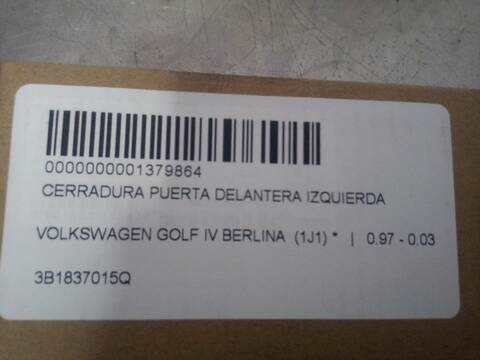 0000000001379864
CERRADURA PUERTA DELANTERA IZQUIERDA
VOLKSWAGEN GOLF IV BERLINA (1J1) * | 0.97 - 0.03
3B1837015Q